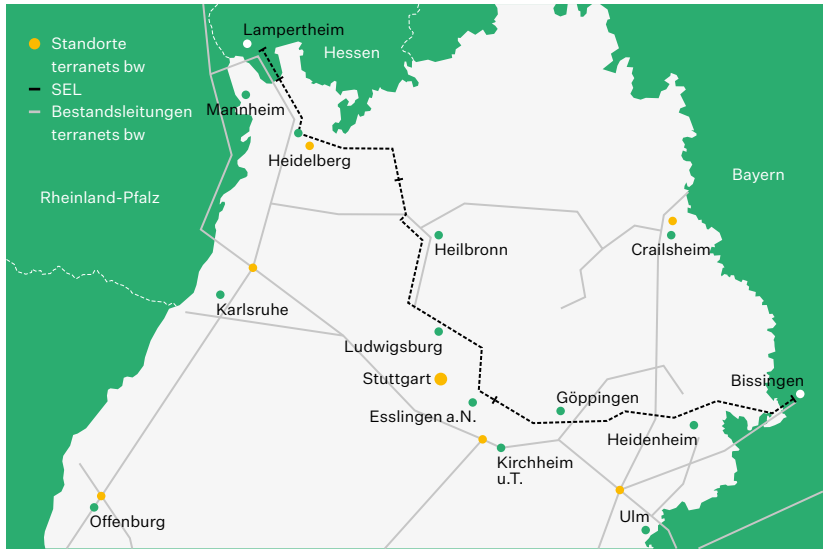 Lampertheim
Standorte
terranets bw
SEL
Bestandsleitungen
terranets bw
Hessen
Mannheim
Heidelberg
Rheinland-Pfalz
Bayern
Heilbronn
Crailsheim
Karlsruhe
Ludwigsburg
Stuttgart
Bissingen
Göppingen
Esslingen a.N.
Heidenheim
Kirchheim
u.T.
Offenburg
Ulm